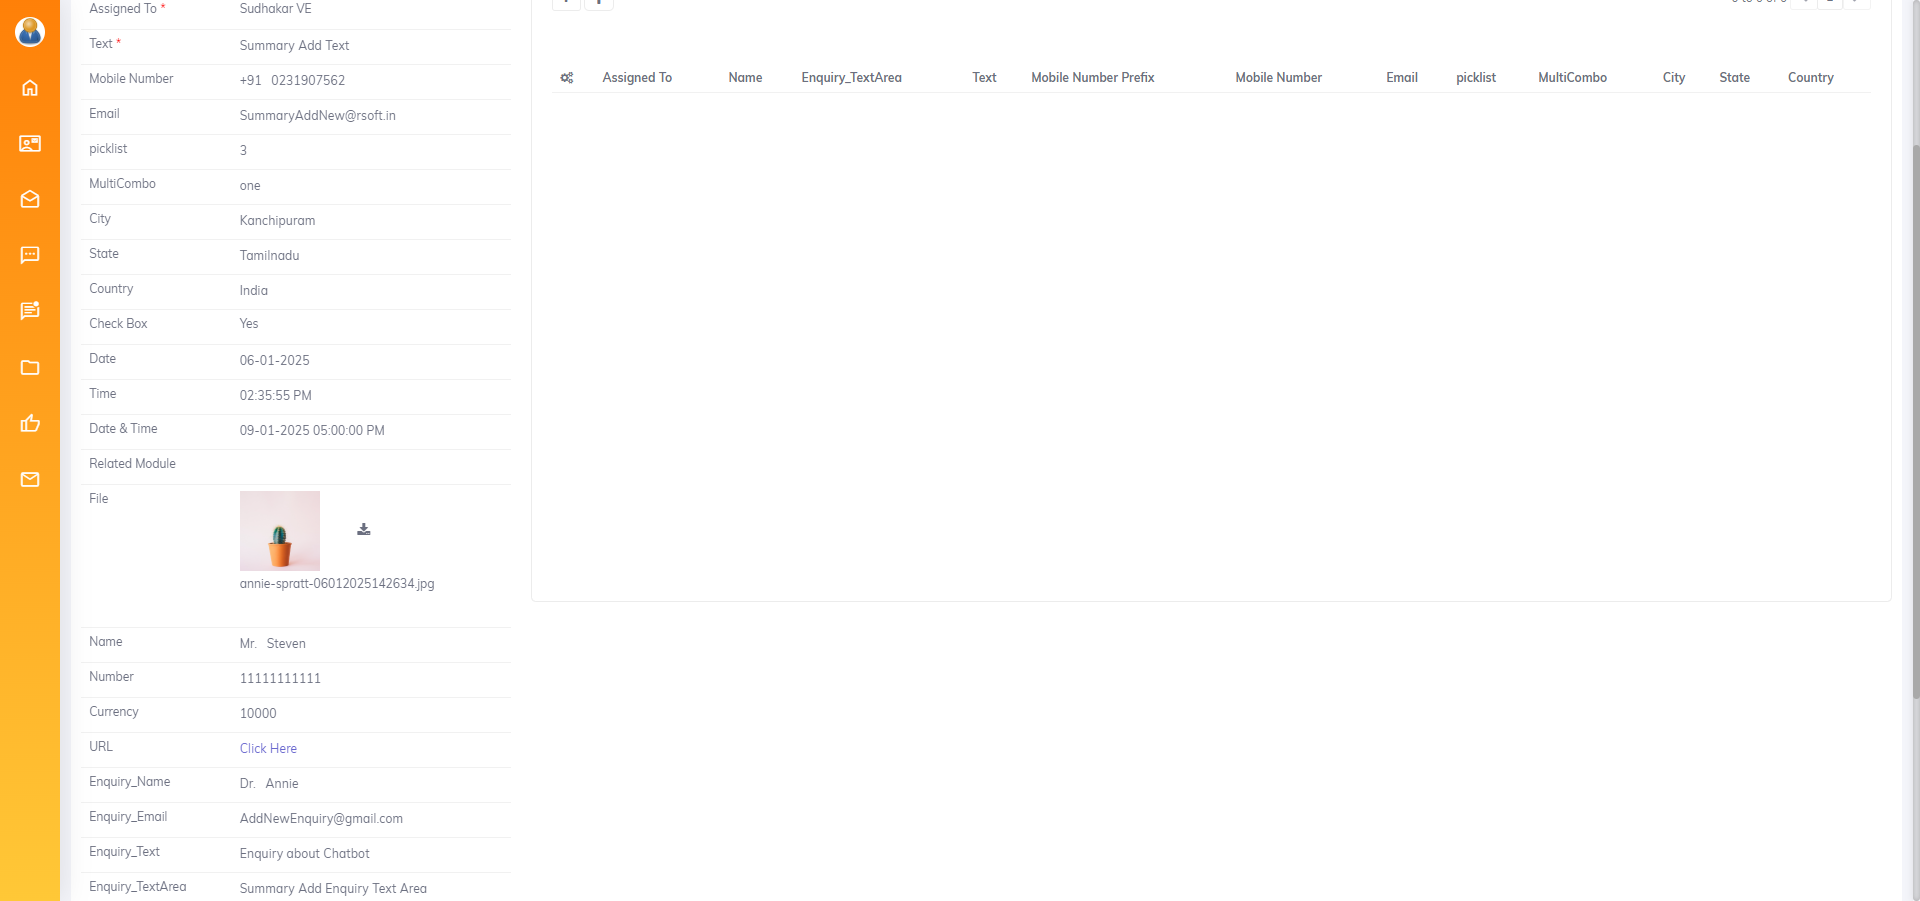 Assigned To * Sudhakar VE
Text * Summary Add Text
Mobile Number +91 0231907562
Email SummaryAddNew@rsoft.in
picklist 3
MultiCombo one
City Kanchipuram
State Tamilnadu
Country India
Check Box Yes
Date 06-01-2025
Time 02:35:55 PM
Date & Time 09-01-2025 05:00:00 PM
Related Module
File
annie-spratt-06012025142634.jpg
Name Mr. Steven
Number 11111111111
Currency 10000
URL Click Here
Enquiry_Name Dr. Annie
Enquiry_Email AddNewEnquiry@gmail.com
Enquiry_Text Enquiry about Chatbot
Enquiry_TextArea Summary Add Enquiry Text Area
Assigned To Name Enquiry_TextArea Text Mobile Number Prefix Mobile Number Email picklist MultiCombo City State Country